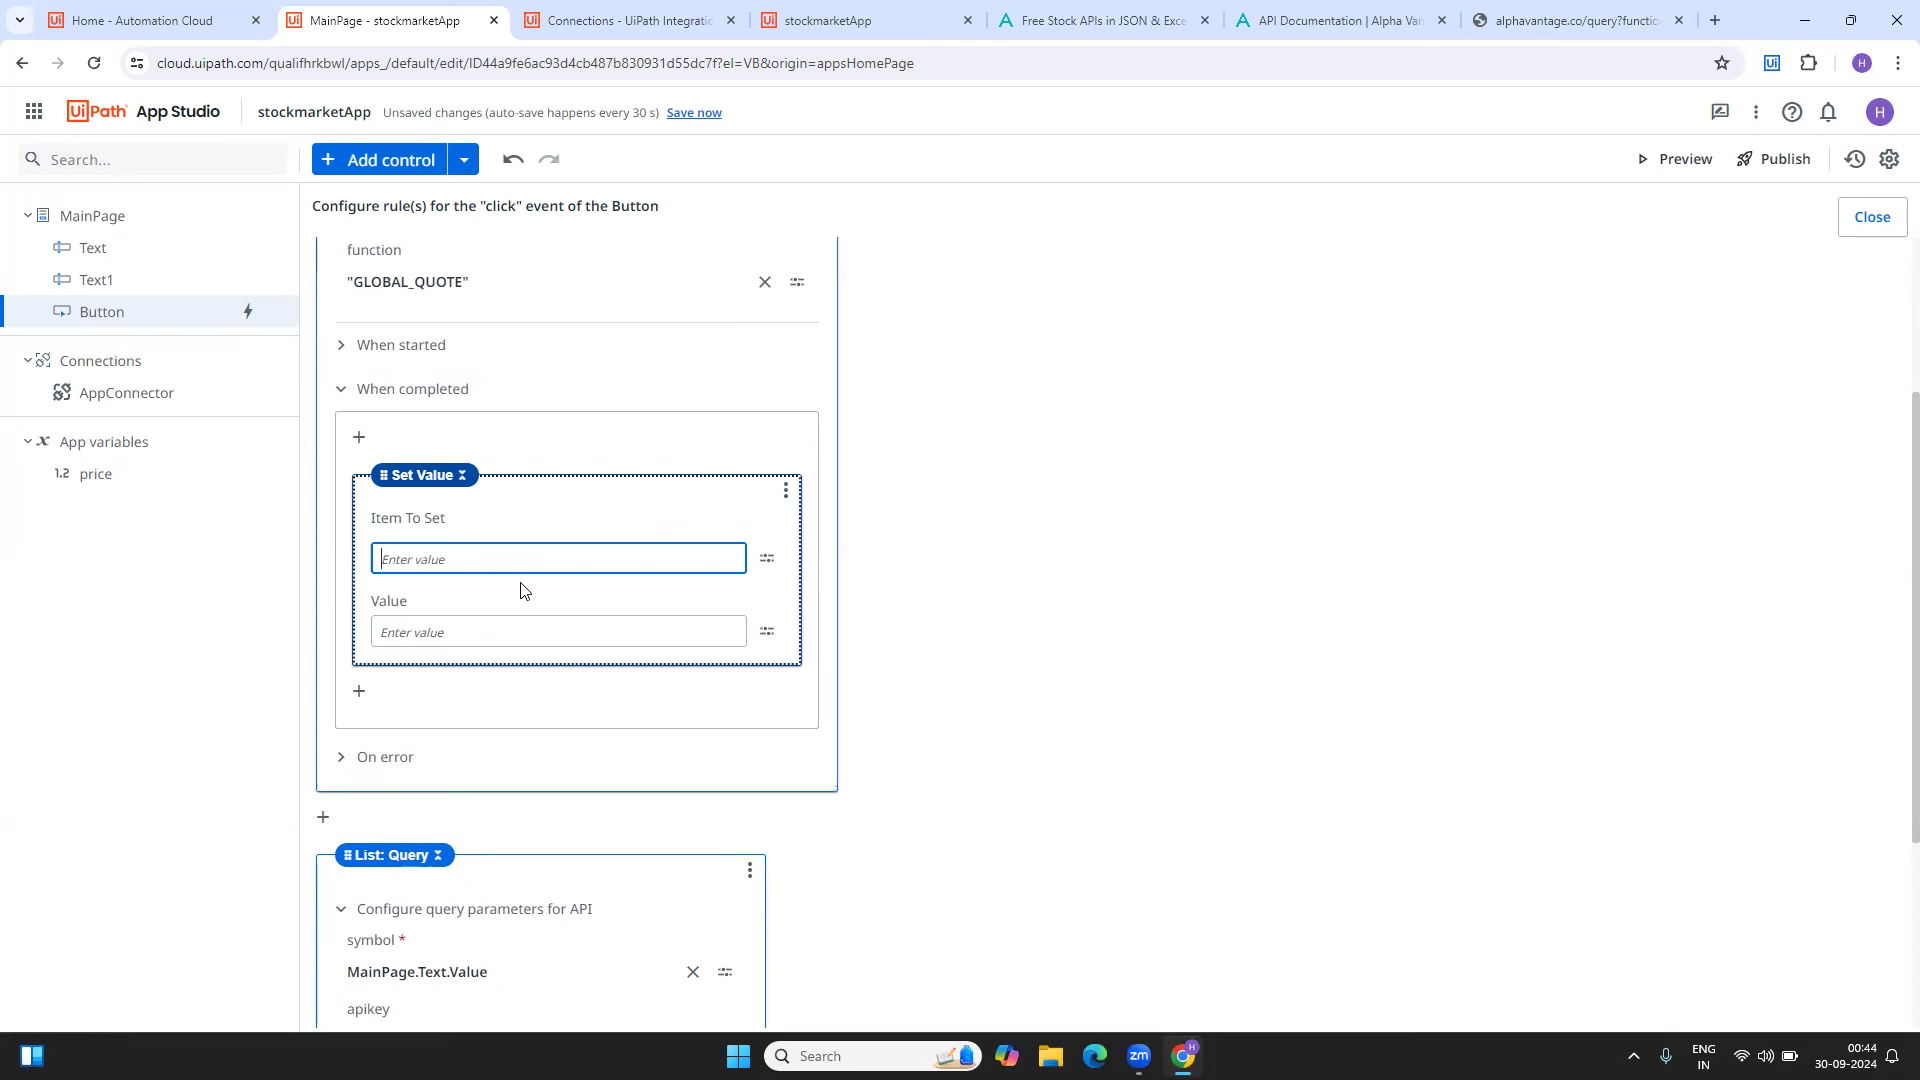 Home - Automation Cloud
MainPage - stockmarketApp
Connections - UiPath Integratio
stockmarketApp
Free Stock APIs in JSON & Exce
API Documentation | Alpha Van
alphavantage.co/query?functio
cloud.uipath.com/qualifhrkbwl/apps_/default/edit/ID44a9fe6ac93d4cb487b830931d55dc7f?el=VB&origin=appsHomePage
UiPath App Studio
stockmarketApp
Unsaved changes (auto-save happens every 30 s) Save now
H
Search...
+ Add control
Preview
Publish
MainPage
Text
Text1
Button
Connections
AppConnector
App variables
1.2 price
Configure rule(s) for the "click" event of the Button
Close
function
"GLOBAL_QUOTE"
When started
When completed
Set Value
Item To Set
Enter value
Value
Enter value
On error
List: Query
Configure query parameters for API
symbol *
MainPage.Text.Value
apikey
Search
zm
ENG
IN
00:44
30-09-2024